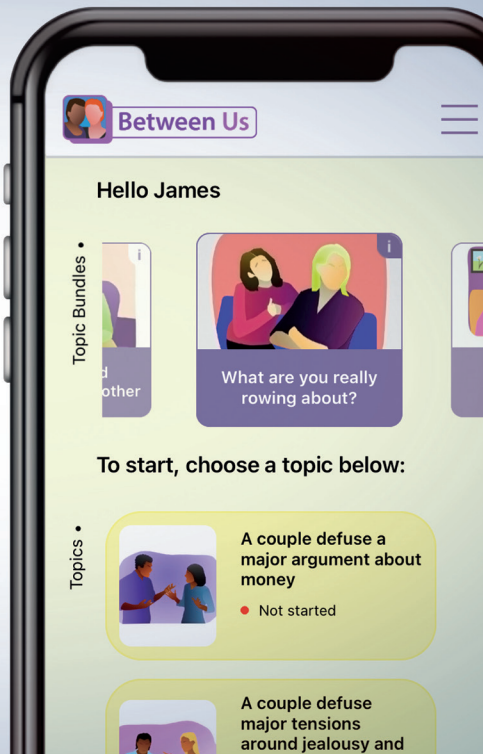 Between Us
Hello James
Topic Bundles •
other
What are you really
rowing about?
To start, choose a topic below:
Topics •
A couple defuse a
major argument about
money
• Not started
A couple defuse
major tensions
around jealousy and